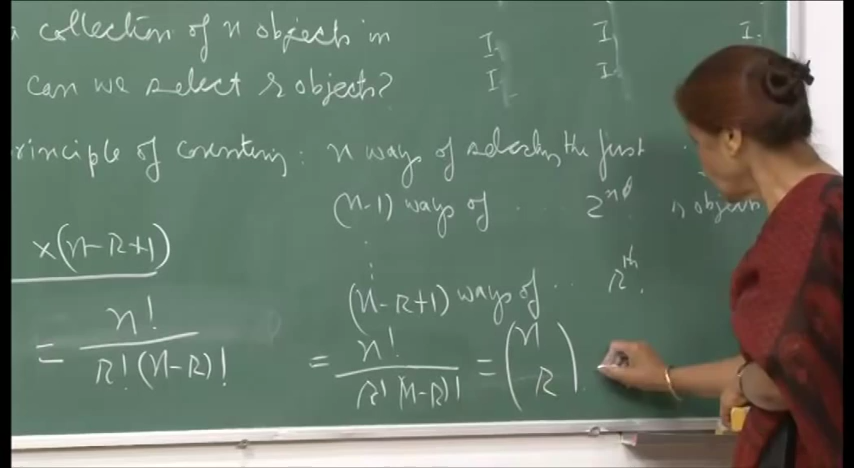 a collection of n objects in I I I
can we select r objects? I I
rinciple of counting : n ways of selecting the first
(n-1) ways of .... 2nd. n objects
x(n-R+1)
(n-R+1) ways of .. rth.
= n! / R!(n-R)! = n! / R!(n-R)! = (n R)